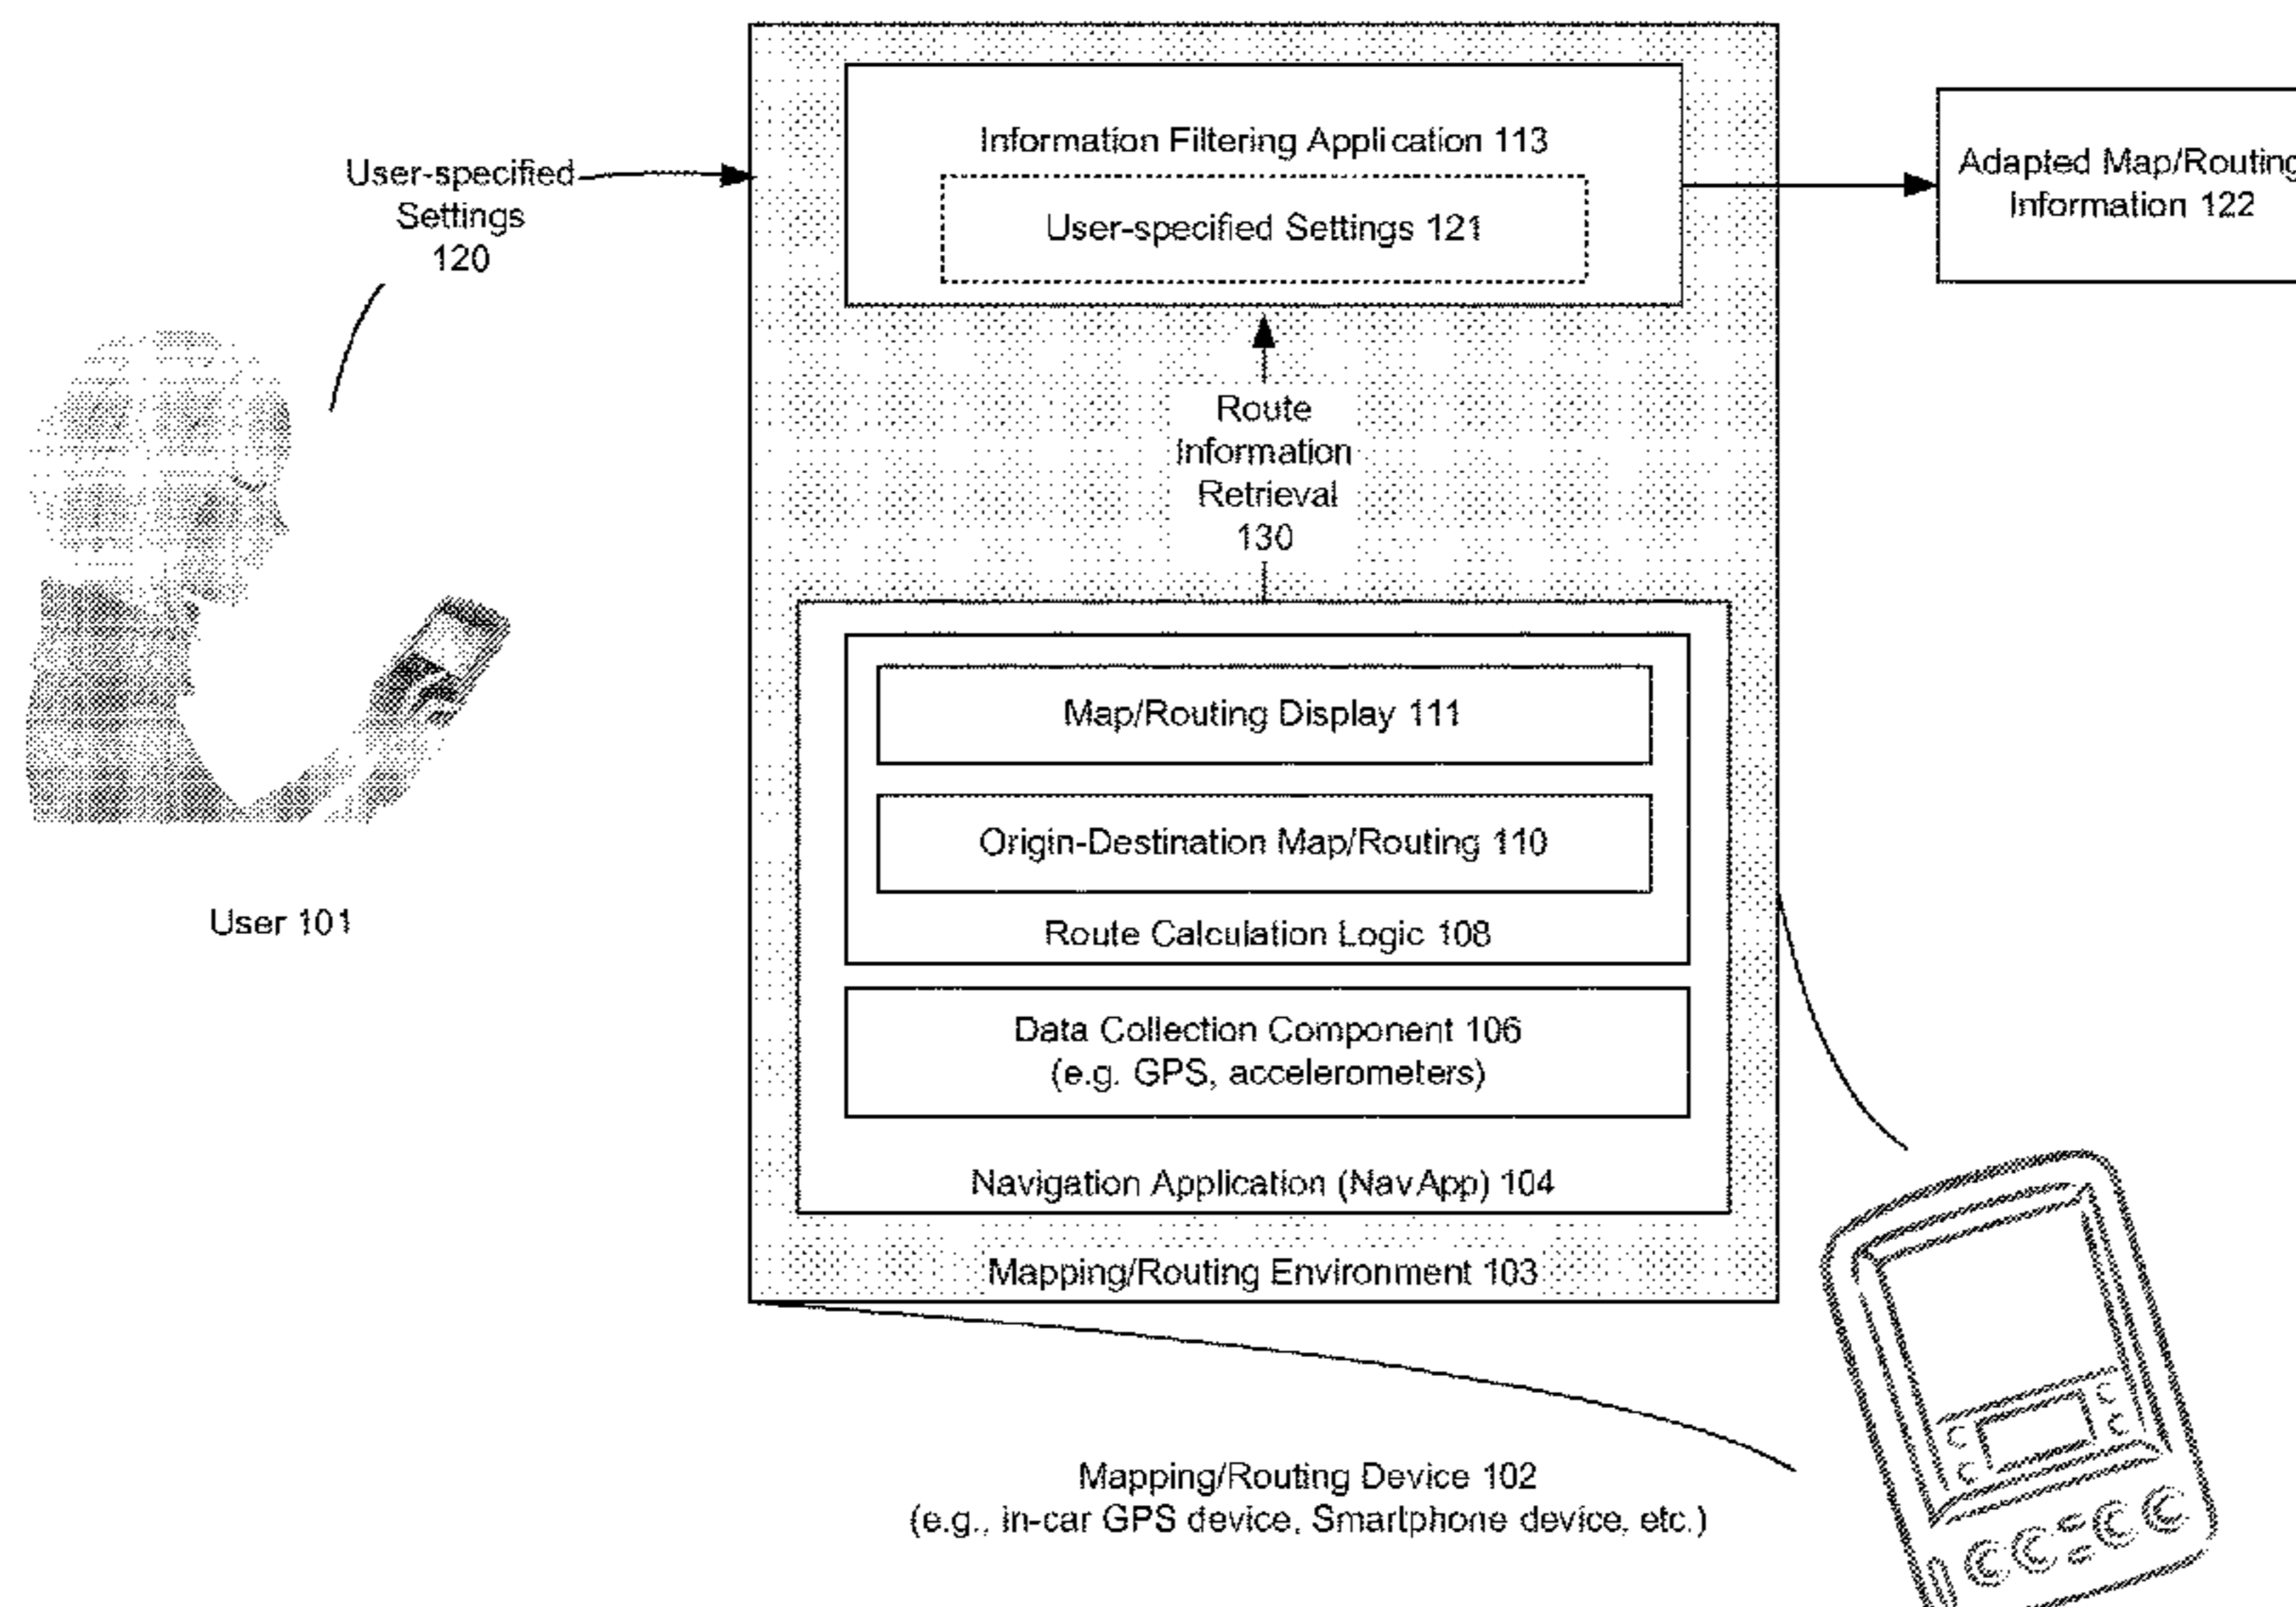 User-specified
Settings
120
User 101
Information Filtering Application 113
User-specified Settings 121
Route
Information
Retrieval
130
Map/Routing Display 111
Origin-Destination Map/Routing 110
Route Calculation Logic 108
Data Collection Component 106
(e.g. GPS, accelerometers)
Navigation Application (NavApp) 104
Mapping/Routing Environment 103
Adapted Map/Routing
Information 122
Mapping/Routing Device 102
(e.g., in-car GPS device, Smartphone device, etc.)